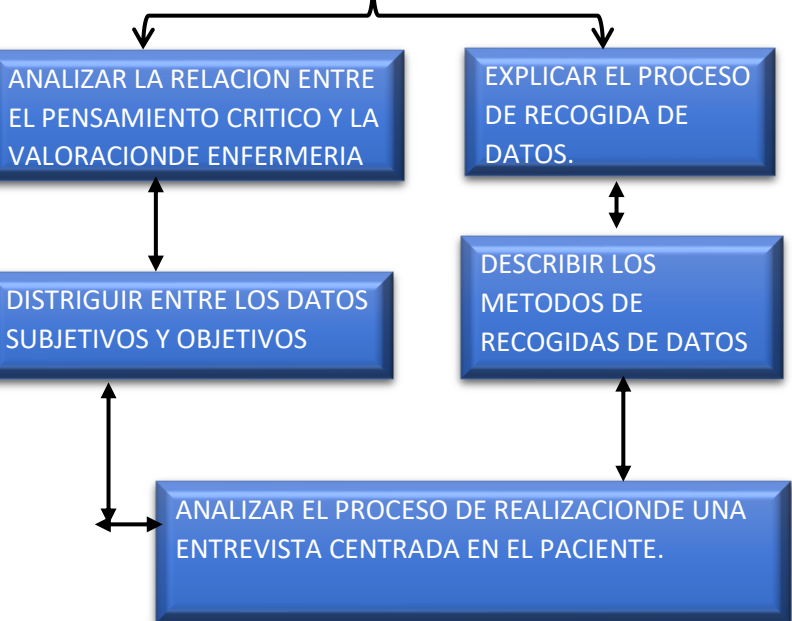 ANALIZAR LA RELACION ENTRE
EL PENSAMIENTO CRITICO Y LA
VALORACIONDE ENFERMERIA
EXPLICAR EL PROCESO
DE RECOGIDA DE
DATOS.
DISTRIGUIR ENTRE LOS DATOS
SUBJETIVOS Y OBJETIVOS
DESCRIBIR LOS
METODOS DE
RECOGIDAS DE DATOS
ANALIZAR EL PROCESO DE REALIZACIONDE UNA
ENTREVISTA CENTRADA EN EL PACIENTE.